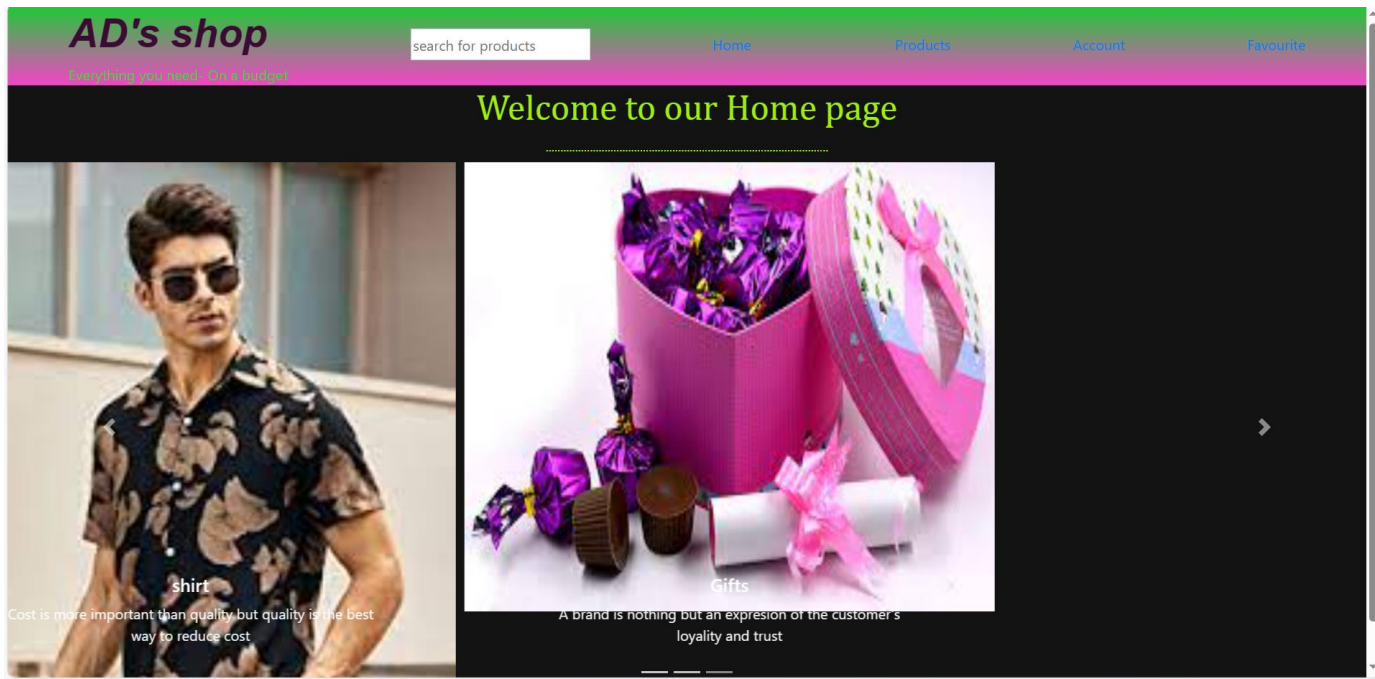 AD's shop
Everything you need- On a budget
search for products
Home
Products
Account
Favourite
Welcome to our Home page
shirt
Cost is more important than quality but quality is the best
way to reduce cost
Gifts
A brand is nothing but an expresion of the customer's
loyality and trust